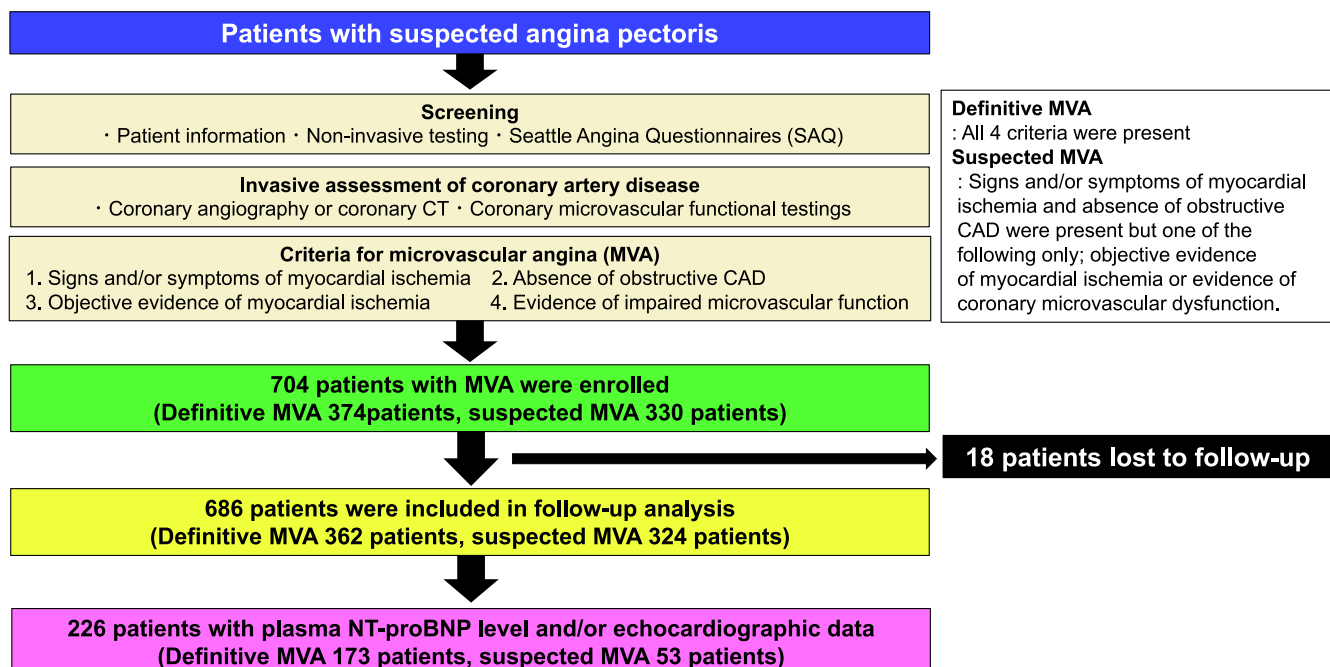 Patients with suspected angina pectoris
Screening
・Patient information・Non-invasive testing・Seattle Angina Questionnaires (SAQ)
Invasive assessment of coronary artery disease
・Coronary angiography or coronary CT・Coronary microvascular functional testings
Criteria for microvascular angina (MVA)
1. Signs and/or symptoms of myocardial ischemia 2. Absence of obstructive CAD
3. Objective evidence of myocardial ischemia 4. Evidence of impaired microvascular function
Definitive MVA
: All 4 criteria were present
Suspected MVA
: Signs and/or symptoms of myocardial
ischemia and absence of obstructive
CAD were present but one of the
following only; objective evidence
of myocardial ischemia or evidence of
coronary microvascular dysfunction.
704 patients with MVA were enrolled
(Definitive MVA 374patients, suspected MVA 330 patients)
18 patients lost to follow-up
686 patients were included in follow-up analysis
(Definitive MVA 362 patients, suspected MVA 324 patients)
226 patients with plasma NT-proBNP level and/or echocardiographic data
(Definitive MVA 173 patients, suspected MVA 53 patients)